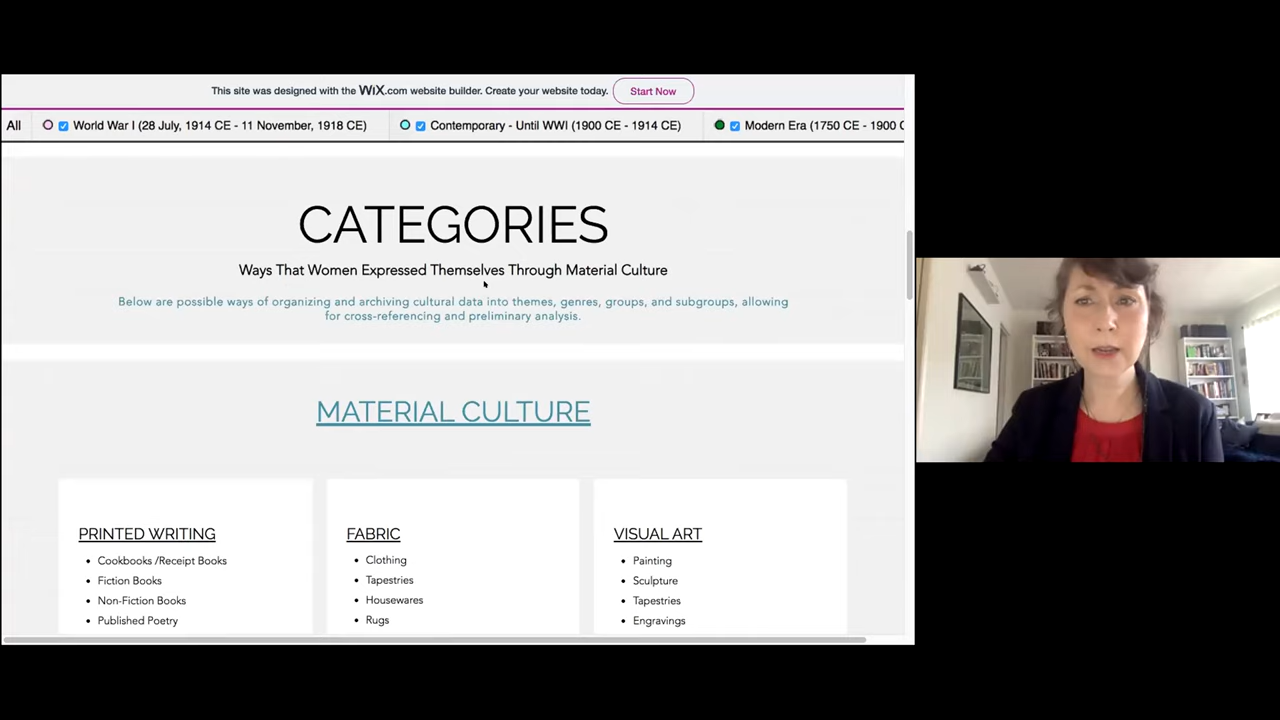 This site was designed with the WiX.com website builder. Create your website today. Start Now
All World War I (28 July, 1914 CE - 11 November, 1918 CE) Contemporary - Until WWI (1900 CE - 1914 CE) Modern Era (1750 CE - 1900 C
CATEGORIES
Ways That Women Expressed Themselves Through Material Culture
Below are possible ways of organizing and archiving cultural data into themes, genres, groups, and subgroups, allowing
for cross-referencing and preliminary analysis.
MATERIAL CULTURE
PRINTED WRITING
Cookbooks /Receipt Books
Fiction Books
Non-Fiction Books
Published Poetry
FABRIC
Clothing
Tapestries
Housewares
Rugs
VISUAL ART
Painting
Sculpture
Tapestries
Engravings